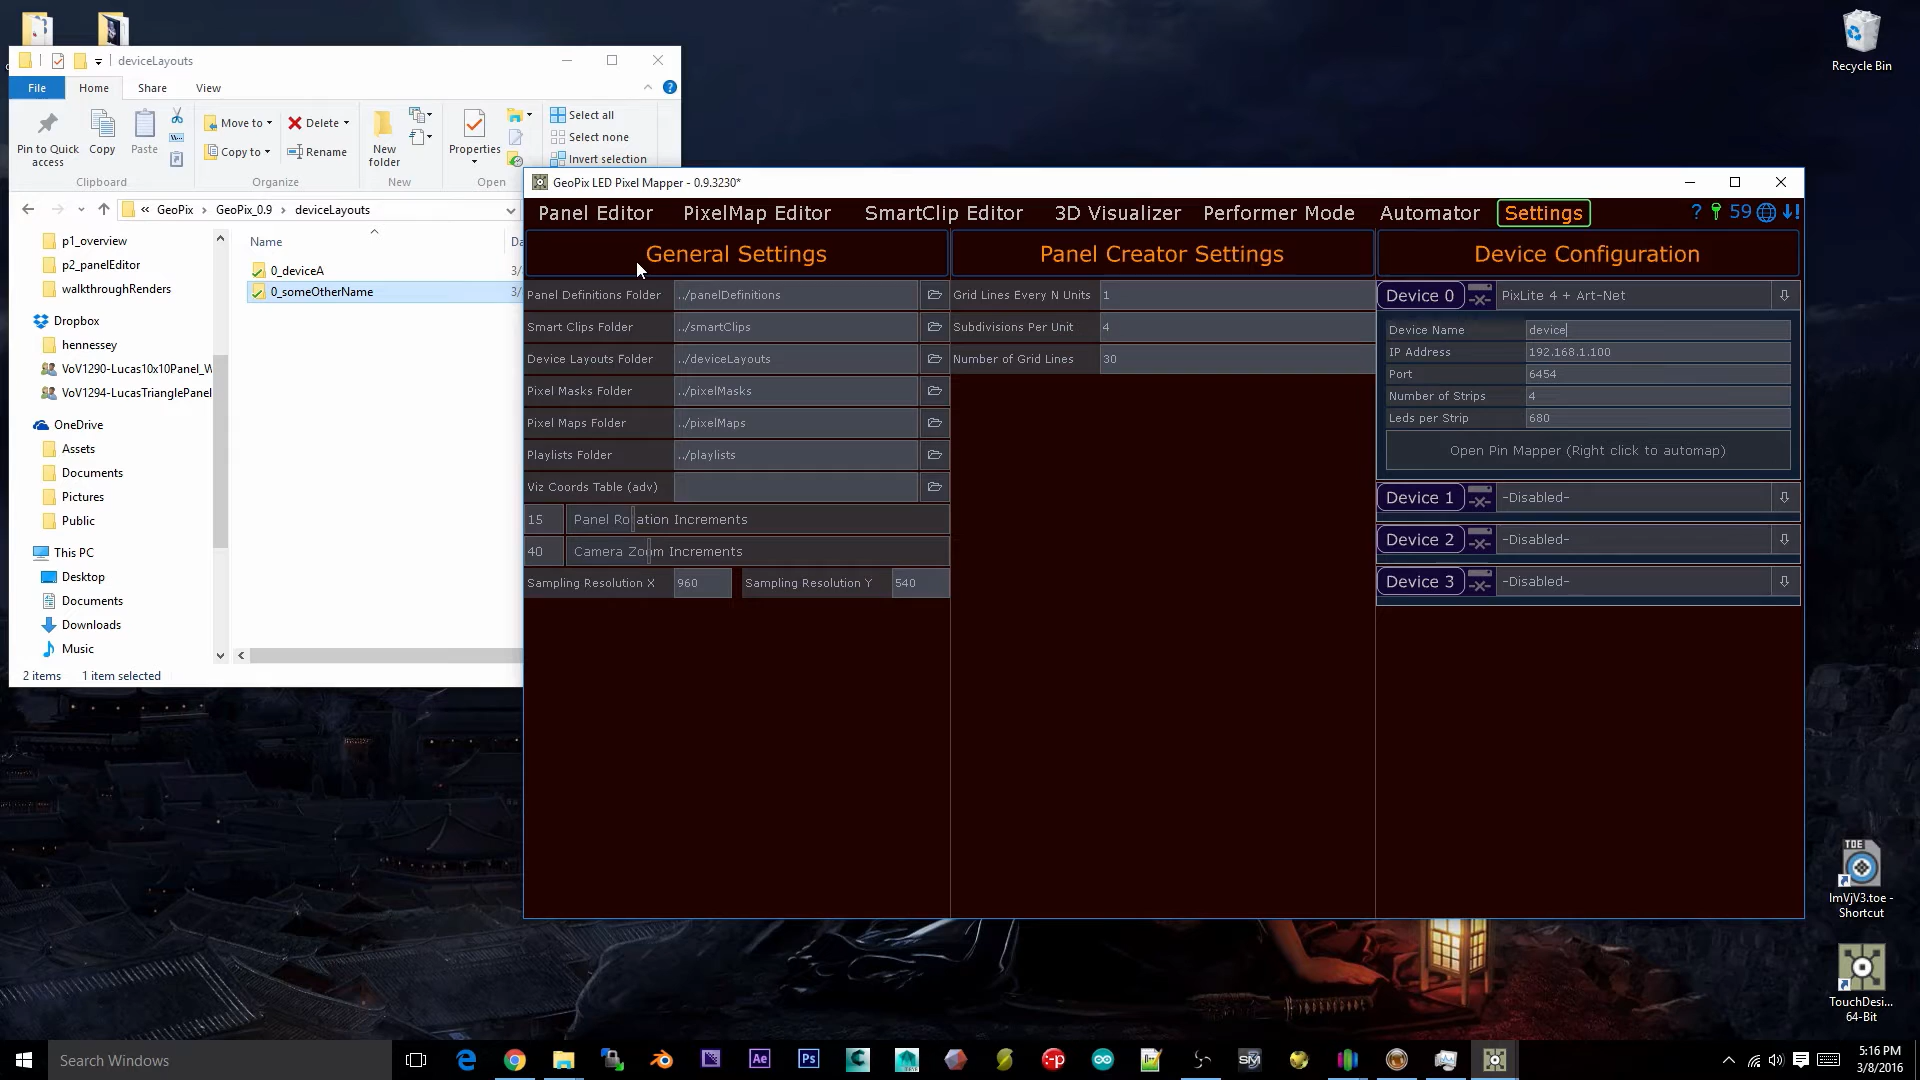 Recycle Bin
deviceLayouts
File
Home
Share
View
Pin to Quick access
Copy
Paste
Clipboard
Move to
Copy to
Delete
Rename
Organize
New folder
New
Properties
Open
Select all
Select none
Invert selection
« GeoPix › GeoPix_0.9 › deviceLayouts
p1_overview
p2_panelEditor
walkthroughRenders
Dropbox
hennessey
VoV1290-Lucas10x10Panel_W
VoV1294-LucasTrianglePanel
OneDrive
Assets
Documents
Pictures
Public
This PC
Desktop
Documents
Downloads
Music
Name
0_deviceA
3/
0_someOtherName
3/
2 items
1 item selected
GeoPix LED Pixel Mapper - 0.9.3230*
Panel Editor
PixelMap Editor
SmartClip Editor
3D Visualizer
Performer Mode
Automator
Settings
?
59
General Settings
Panel Definitions Folder ../panelDefinitions
Smart Clips Folder ../smartClips
Device Layouts Folder ../deviceLayouts
Pixel Masks Folder ../pixelMasks
Pixel Maps Folder ../pixelMaps
Playlists Folder ../playlists
Viz Coords Table (adv)
15 Panel Rotation Increments
40 Camera Zoom Increments
Sampling Resolution X 960 Sampling Resolution Y 540
Panel Creator Settings
Grid Lines Every N Units 1
Subdivisions Per Unit 4
Number of Grid Lines 30
Device Configuration
Device 0 PixLite 4 + Art-Net
Device Name device
IP Address 192.168.1.100
Port 6454
Number of Strips 4
Leds per Strip 680
Open Pin Mapper (Right click to automap)
Device 1 -Disabled-
Device 2 -Disabled-
Device 3 -Disabled-
TOE
ImVjV3.toe - Shortcut
TouchDesi... 64-Bit
Search Windows
Ae
Ps
SM
5:16 PM
3/8/2016